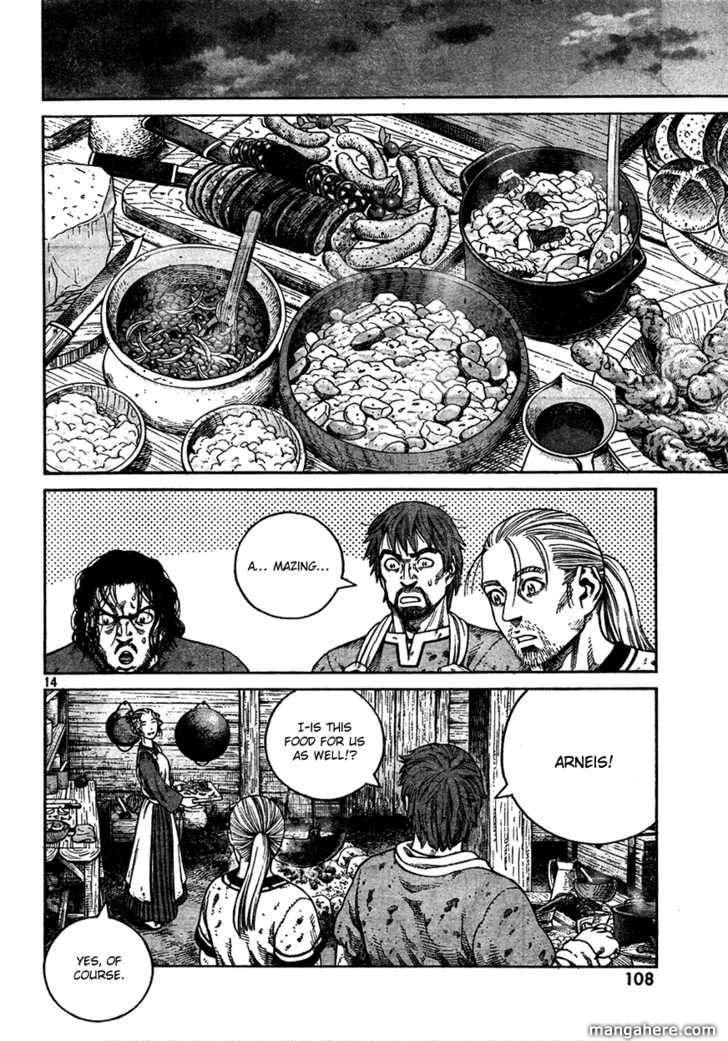 A... MAZING...
14
I-IS THIS
FOOD FOR US
AS WELL!?
ARNEIS!
YES, OF
COURSE.
108
mangahere.com